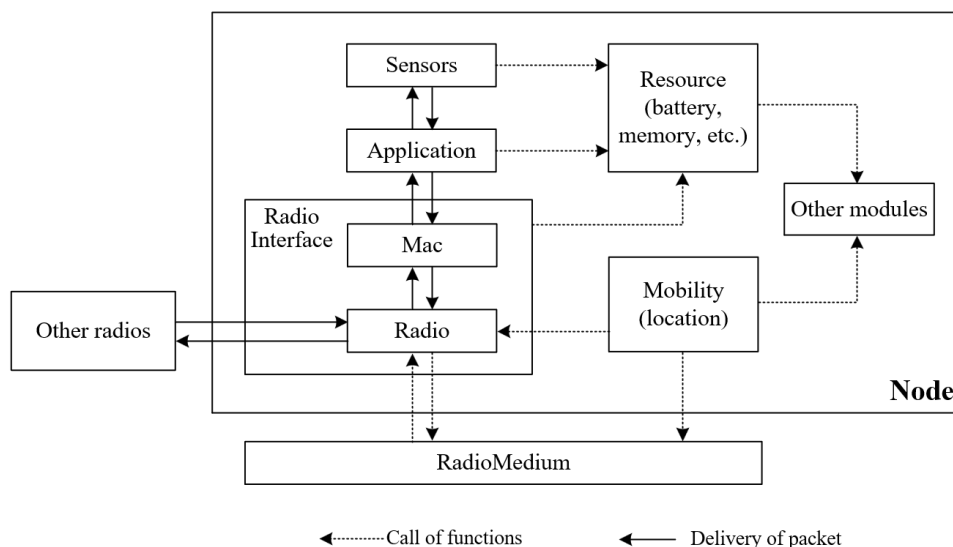 Sensors
Resource
(battery,
memory, etc.)
Application
Other modules
Radio
Interface
Mac
Mobility
(location)
Other radios
Radio
Node
RadioMedium
Call of functions
Delivery of packet